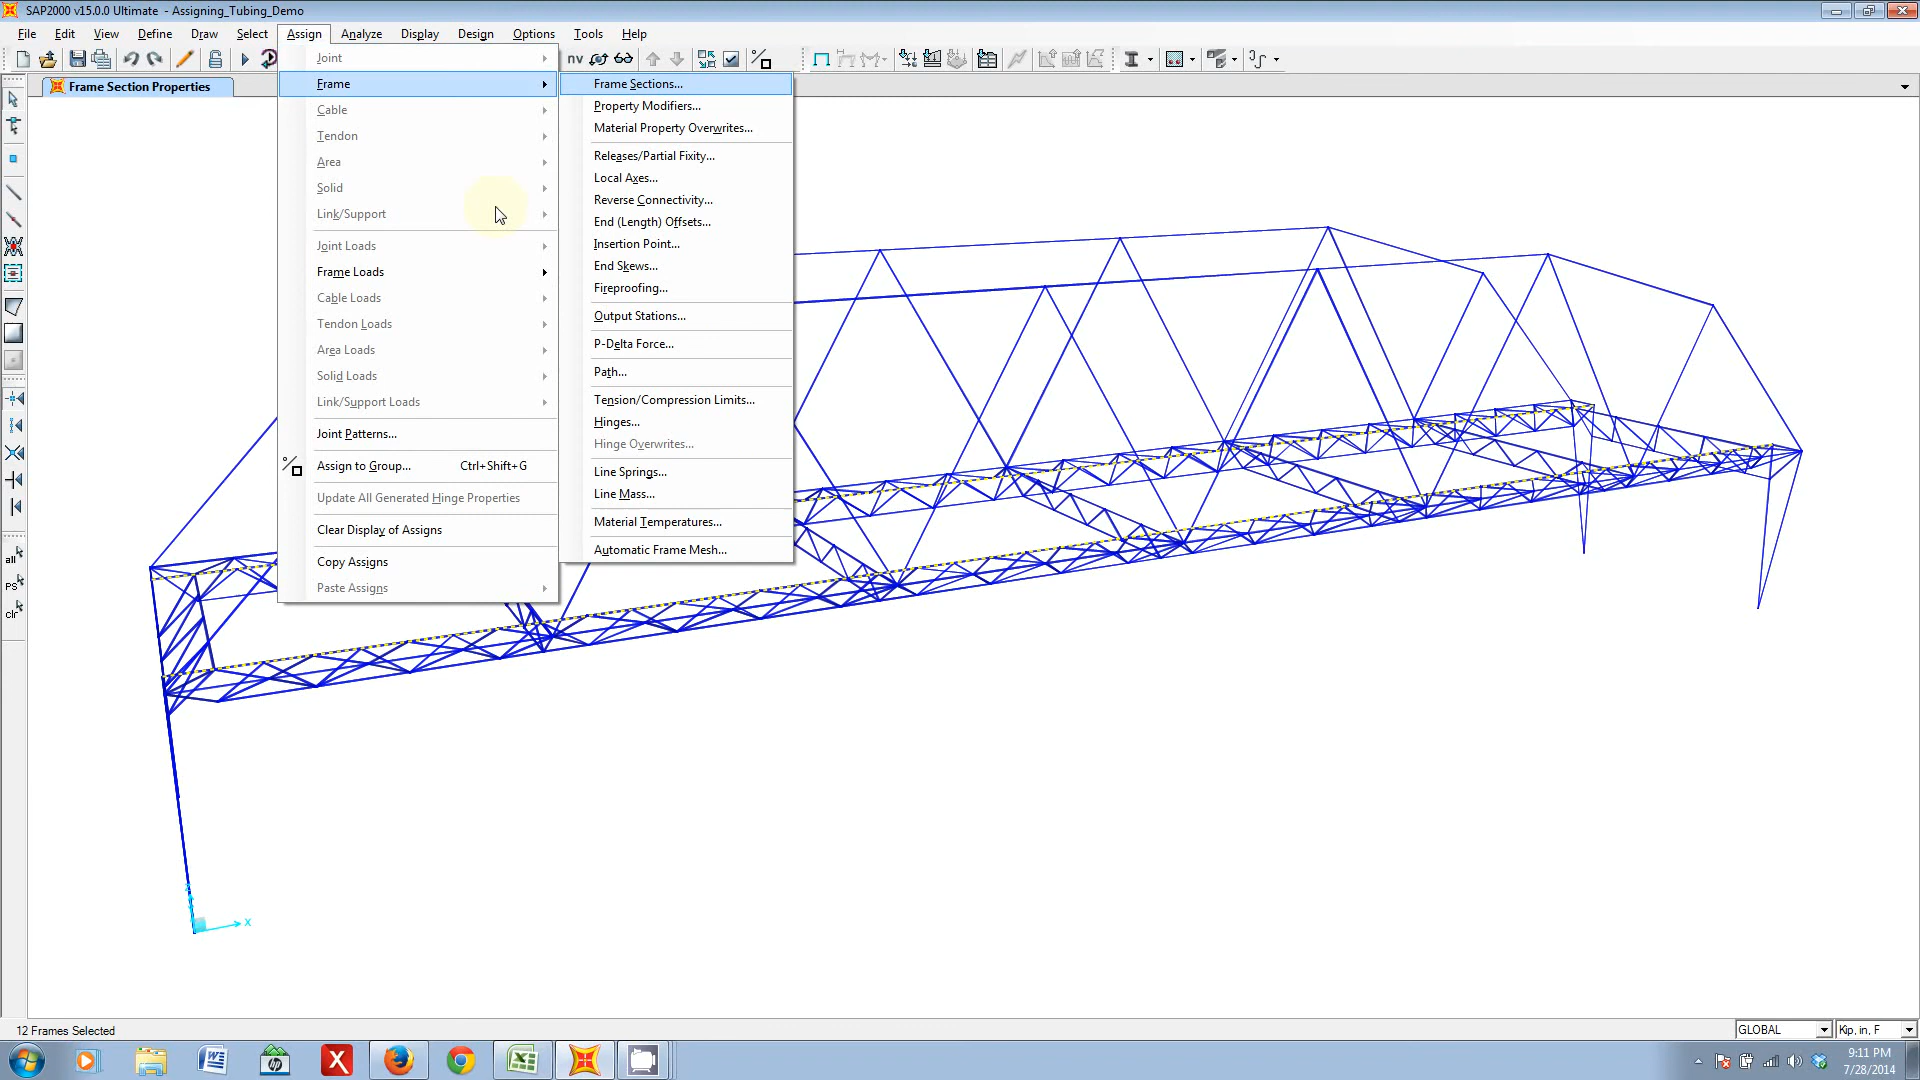 SAP2000 v15.0.0 Ultimate - Assigning_Tubing_Demo
File Edit View Define Draw Select Assign Analyze Display Design Options Tools Help
nv
Frame Section Properties
Joint
Frame
Cable
Tendon
Area
Solid
Link/Support
Joint Loads
Frame Loads
Cable Loads
Tendon Loads
Area Loads
Solid Loads
Link/Support Loads
Joint Patterns...
Assign to Group... Ctrl+Shift+G
Update All Generated Hinge Properties
Clear Display of Assigns
Copy Assigns
Paste Assigns
Frame Sections...
Property Modifiers...
Material Property Overwrites...
Releases/Partial Fixity...
Local Axes...
Reverse Connectivity...
End (Length) Offsets...
Insertion Point...
End Skews...
Fireproofing...
Output Stations...
P-Delta Force...
Path...
Tension/Compression Limits...
Hinges...
Hinge Overwrites...
Line Springs...
Line Mass...
Material Temperatures...
Automatic Frame Mesh...
all
PS
clr
X
12 Frames Selected
GLOBAL
Kip, in, F
9:11 PM
7/28/2014